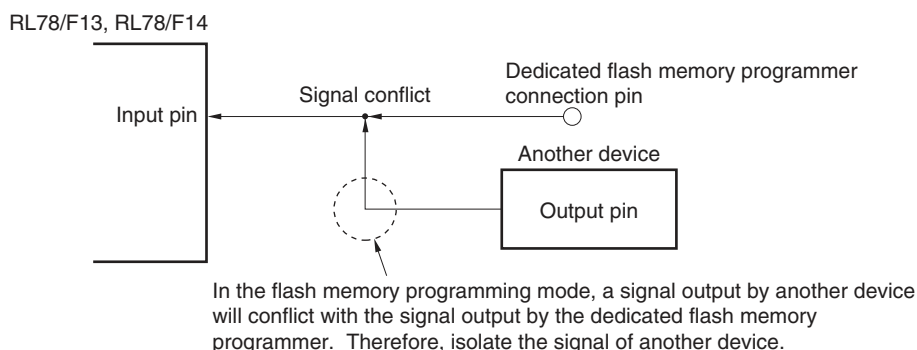 RL78/F13, RL78/F14
Dedicated flash memory programmer
connection pin
Signal conflict
Input pin
Another device
Output pin
In the flash memory programming mode, a signal output by another device
will conflict with the signal output by the dedicated flash memory
programmer. Therefore, isolate the signal of another device.